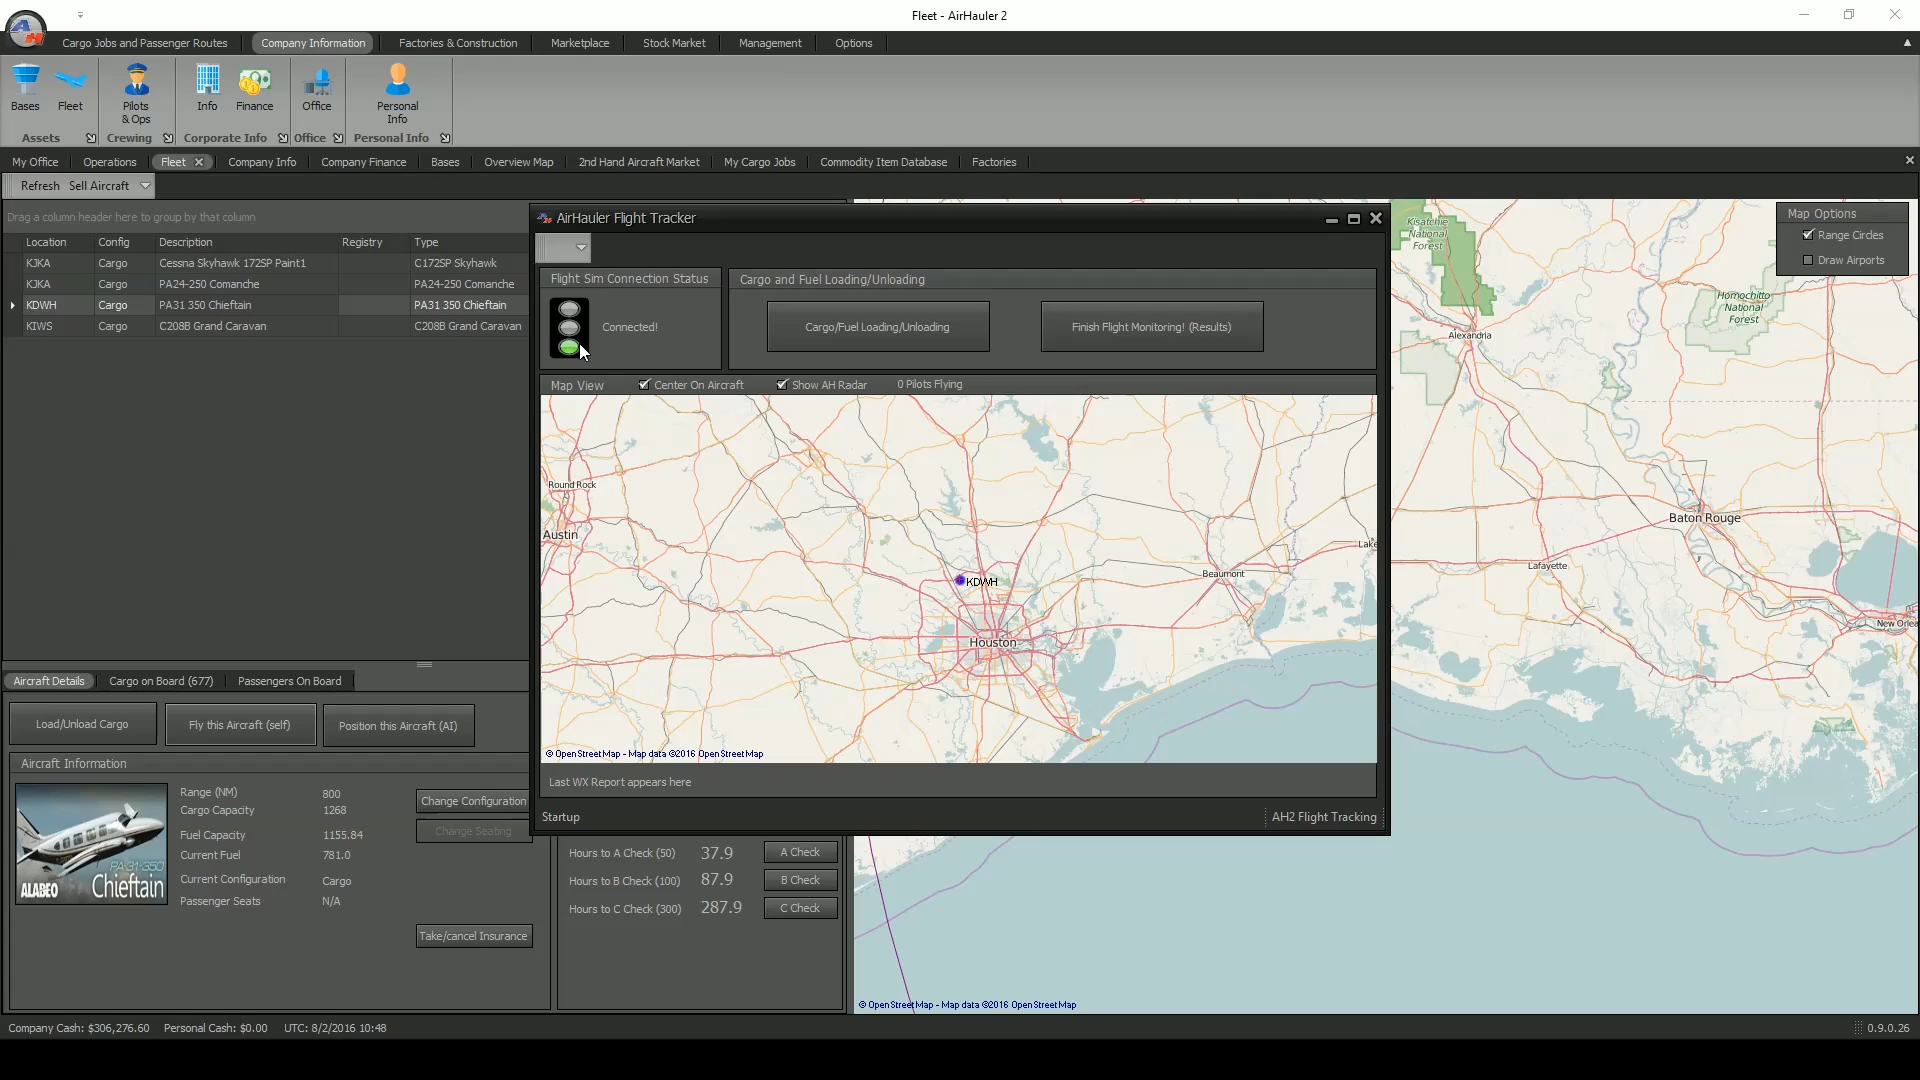 Fleet - AirHauler 2
Cargo Jobs and Passenger Routes Company Information Factories & Construction Marketplace Stock Market Management Options
Bases Fleet Pilots & Ops Info Finance Office Personal Info
Assets Crewing Corporate Info Office Personal Info
My Office Operations Fleet Company Info Company Finance Bases Overview Map 2nd Hand Aircraft Market My Cargo Jobs Commodity Item Database Factories
Refresh Sell Aircraft
Drag a column header here to group by that column
Location Config Description Registry Type
KJKA Cargo Cessna Skyhawk 172SP Paint1 C172SP Skyhawk
KJKA Cargo PA24-250 Comanche PA24-250 Comanche
KDWH Cargo PA31 350 Chieftain PA31 350 Chieftain
KIWS Cargo C208B Grand Caravan C208B Grand Caravan
AirHauler Flight Tracker
Flight Sim Connection Status
Connected!
Cargo and Fuel Loading/Unloading
Cargo/Fuel Loading/Unloading
Finish Flight Monitoring! (Results)
Map View Center On Aircraft Show AH Radar 0 Pilots Flying
Round Rock
Austin
KDWH
Houston
Beaumont
Lake
© OpenStreetMap - Map data ©2016 OpenStreetMap
Last WX Report appears here
Startup
AH2 Flight Tracking
Map Options
Range Circles
Draw Airports
Kisatchie
National
Forest
Homochitto
National
Forest
Alexandria
Baton Rouge
Lafayette
New Orlea
© OpenStreetMap - Map data ©2016 OpenStreetMap
Aircraft Details Cargo on Board (677) Passengers On Board
Load/Unload Cargo
Fly this Aircraft (self)
Position this Aircraft (AI)
Aircraft Information
PA-31-350
ALABEO Chieftain
Range (NM) 800
Cargo Capacity 1268
Fuel Capacity 1155.84
Current Fuel 781.0
Current Configuration Cargo
Passenger Seats N/A
Change Configuration
Change Seating
Take/cancel Insurance
Hours to A Check (50) 37.9 A Check
Hours to B Check (100) 87.9 B Check
Hours to C Check (300) 287.9 C Check
Company Cash: $306,276.60 Personal Cash: $0.00 UTC: 8/2/2016 10:48
0.9.0.26